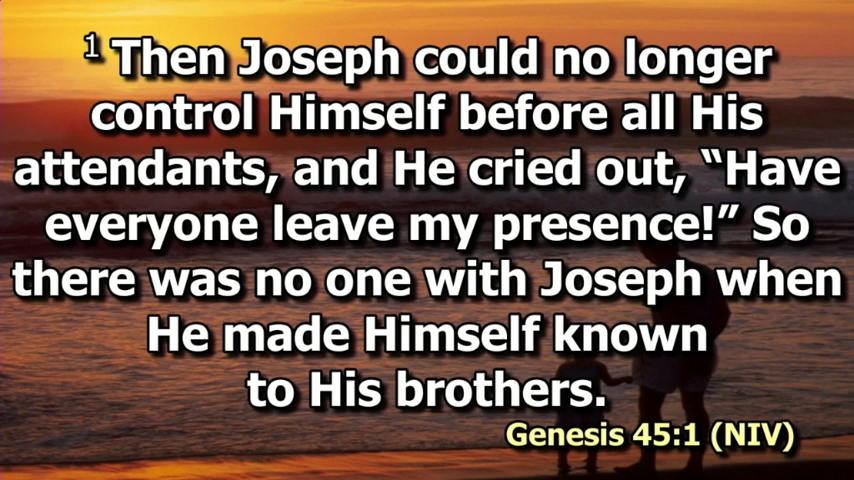 1 Then Joseph could no longer
control Himself before all His
attendants, and He cried out, “Have
everyone leave my presence!” So
there was no one with Joseph when
He made Himself known
to His brothers.
Genesis 45:1 (NIV)